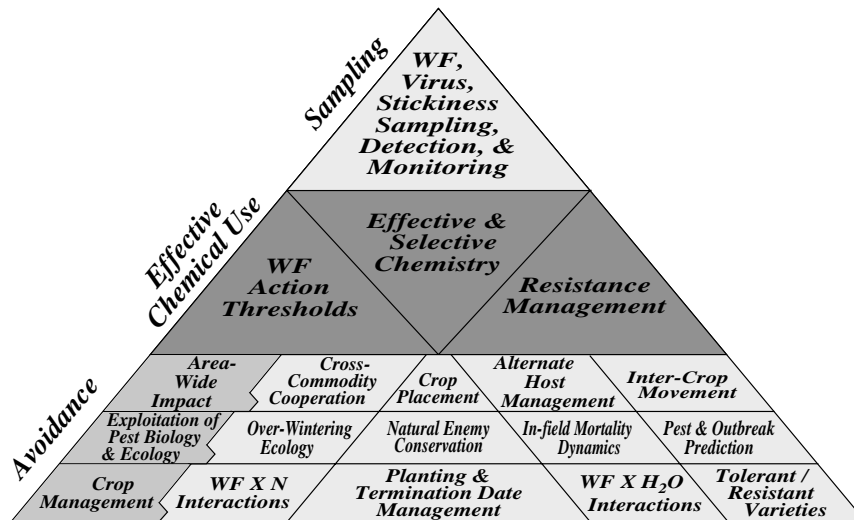 Sampling
WF,
Virus,
Stickiness
Sampling,
Detection, &
Monitoring
Effective
Chemical Use
WF
Action
Thresholds
Effective &
Selective
Chemistry
Resistance
Management
Avoidance
Area-
Wide
Impact
Cross-
Commodity
Cooperation
Crop
Placement
Alternate
Host
Management
Inter-Crop
Movement
Exploitation of
Pest Biology
& Ecology
Over-Wintering
Ecology
Natural Enemy
Conservation
In-field Mortality
Dynamics
Pest & Outbreak
Prediction
Crop
Management
WF X N
Interactions
Planting &
Termination Date
Management
WF X H₂O
Interactions
Tolerant /
Resistant
Varieties